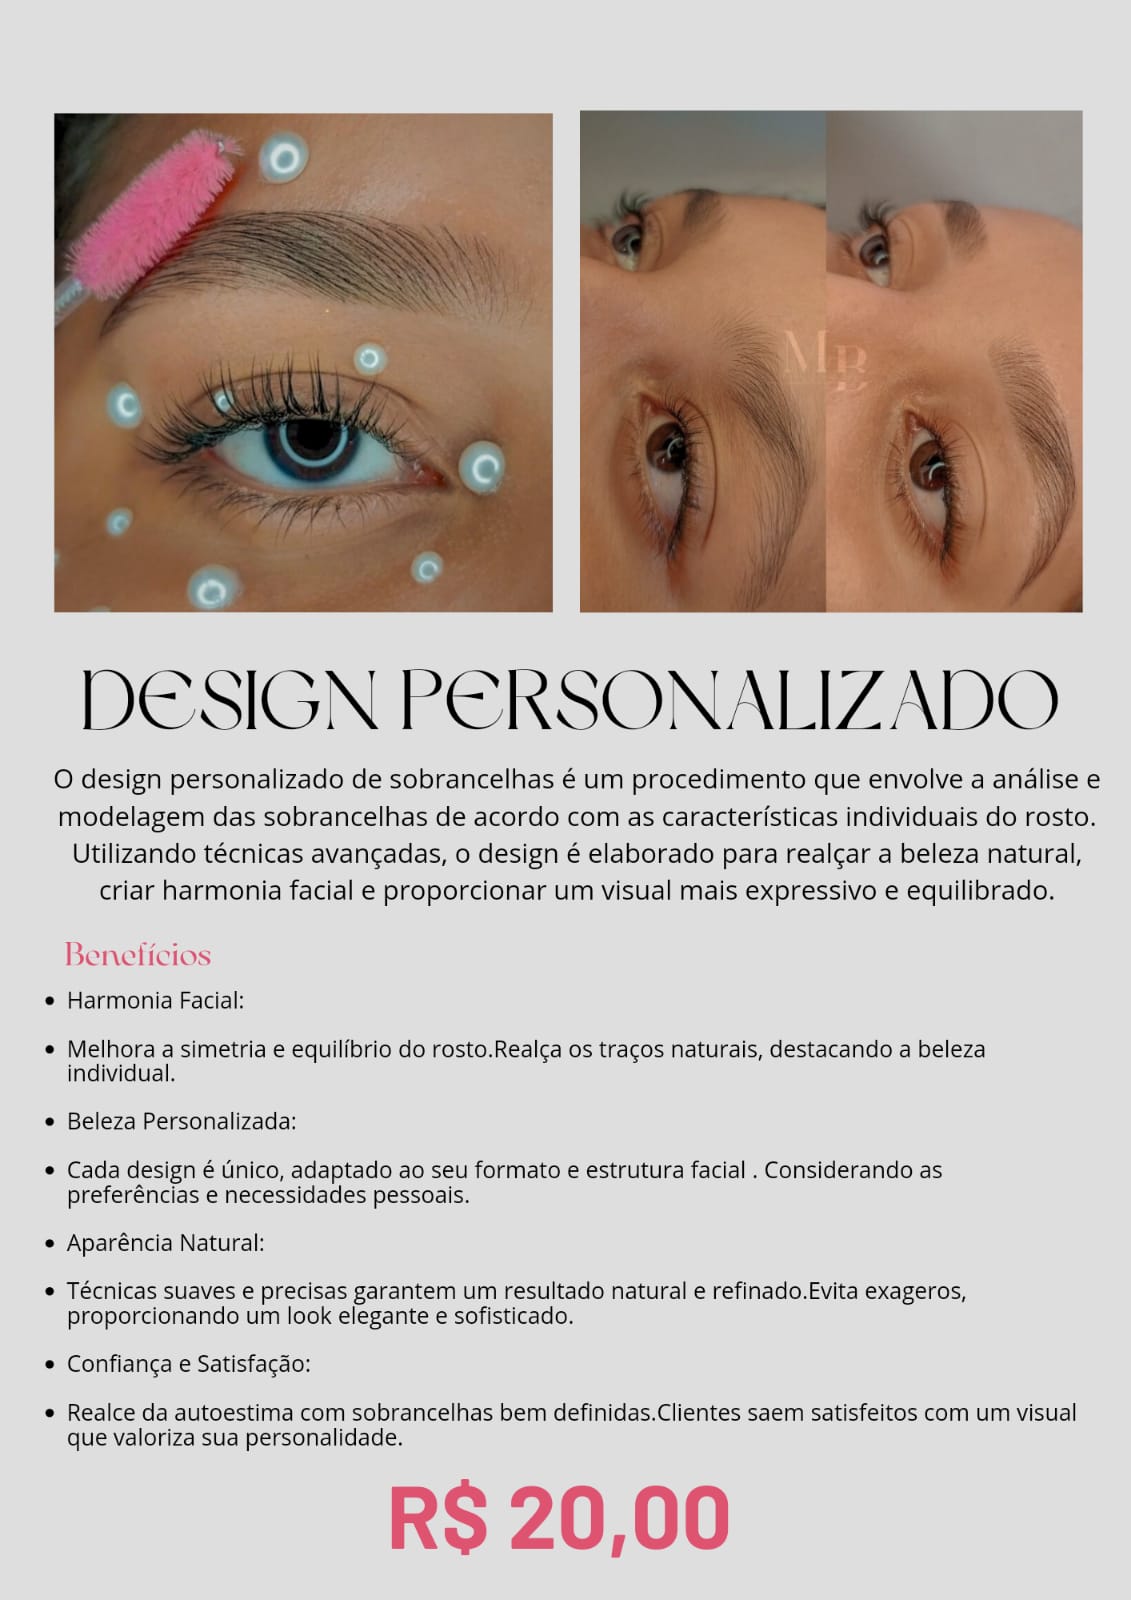 MB
DESIGN PERSONALIZADO
O design personalizado de sobrancelhas é um procedimento que envolve a análise e
modelagem das sobrancelhas de acordo com as características individuais do rosto.
Utilizando técnicas avançadas, o design é elaborado para realçar a beleza natural,
criar harmonia facial e proporcionar um visual mais expressivo e equilibrado.
Benefícios
• Harmonia Facial:
• Melhora a simetria e equilíbrio do rosto.Realça os traços naturais, destacando a beleza
individual.
• Beleza Personalizada:
• Cada design é único, adaptado ao seu formato e estrutura facial . Considerando as
preferências e necessidades pessoais.
• Aparência Natural:
• Técnicas suaves e precisas garantem um resultado natural e refinado.Evita exageros,
proporcionando um look elegante e sofisticado.
• Confiança e Satisfação:
• Realce da autoestima com sobrancelhas bem definidas.Clientes saem satisfeitos com um visual
que valoriza sua personalidade.
R$ 20,00